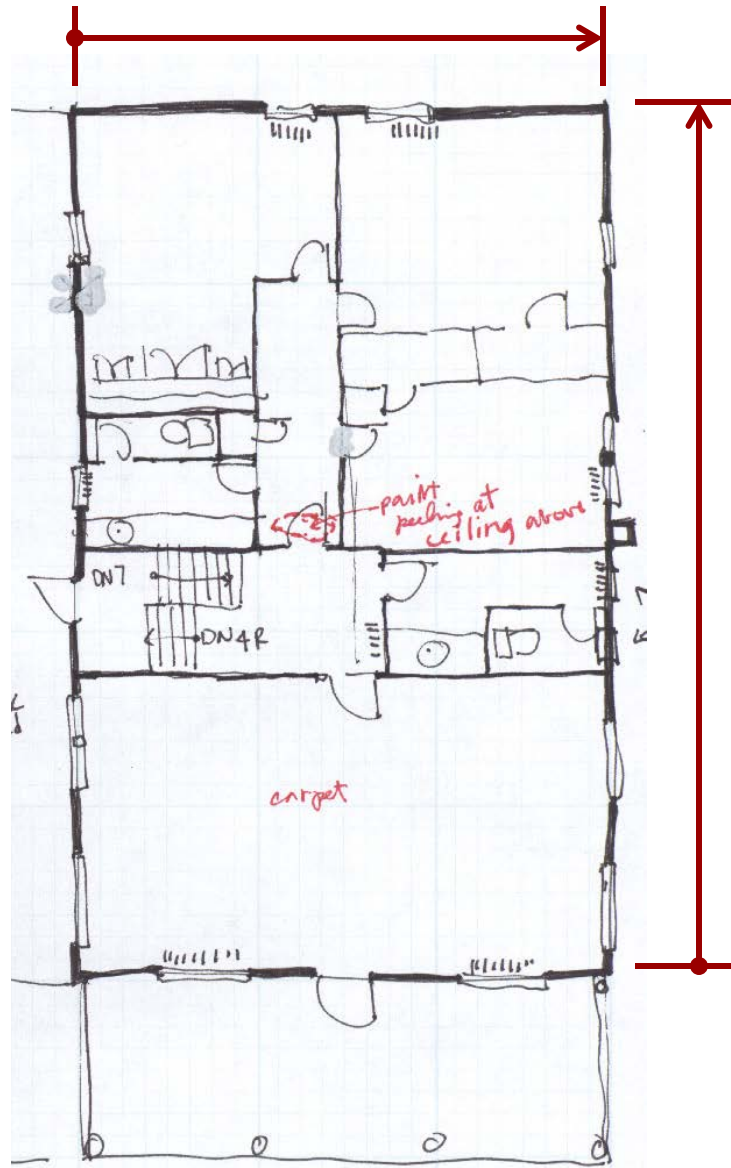 paint
peeling at
ceiling above
DN7
DN4R
carpet